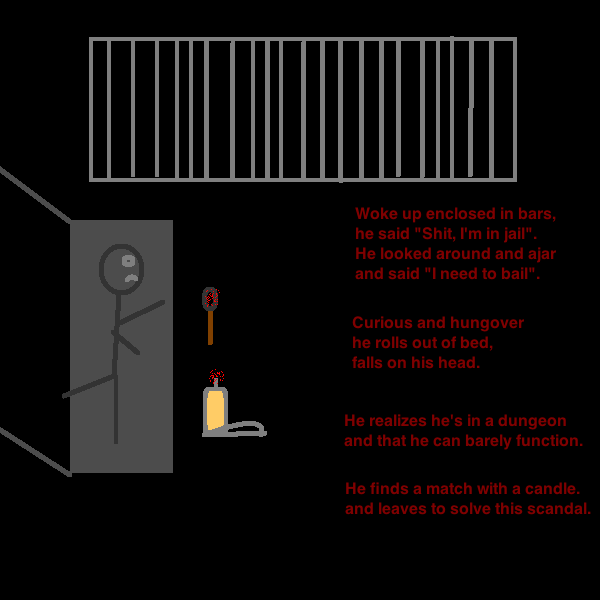 Woke up enclosed in bars,
he said "Shit, I'm in jail".
He looked around and ajar
and said "I need to bail".
Curious and hungover
he rolls out of bed,
falls on his head.
He realizes he's in a dungeon
and that he can barely function.
He finds a match with a candle.
and leaves to solve this scandal.